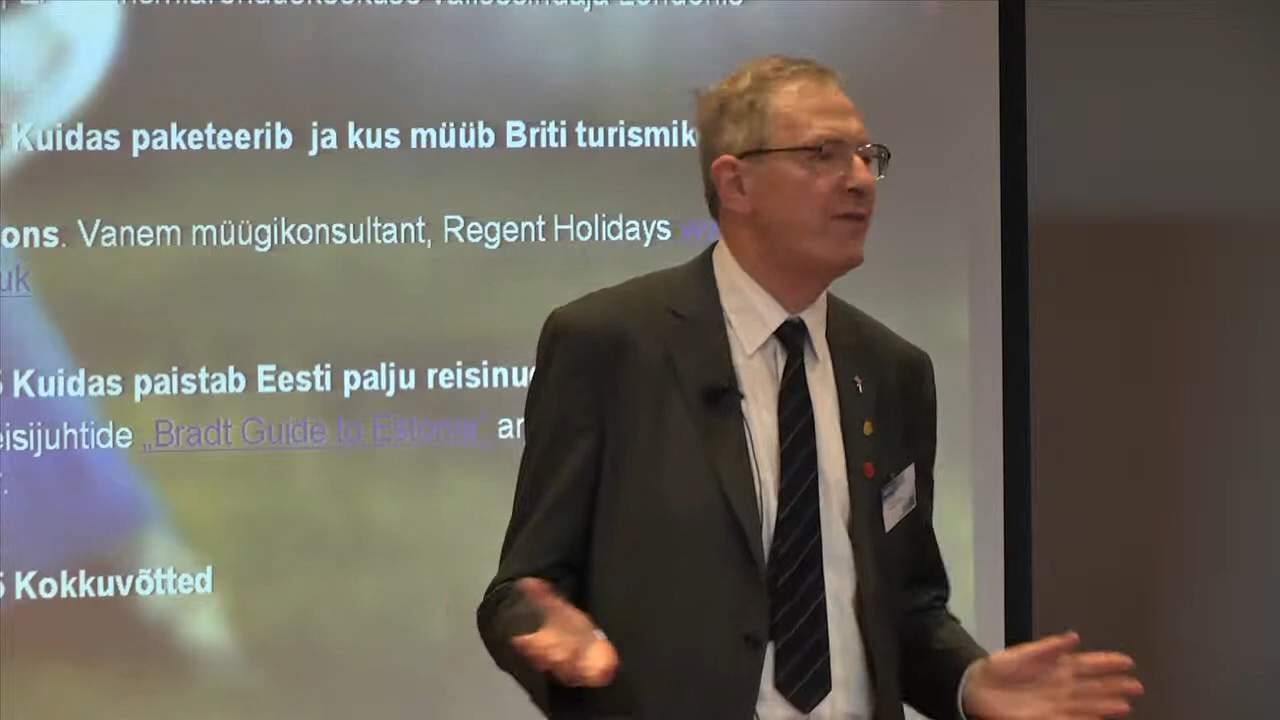 Kuidas paketeerib ja kus müüb Briti turismik
ons. Vanem müügikonsultant, Regent Holidays
uk
Kuidas paistab Eesti palju reisinu
eisijuhtide „Bradt Guide to Estonia" ar
Kokkuvõtted